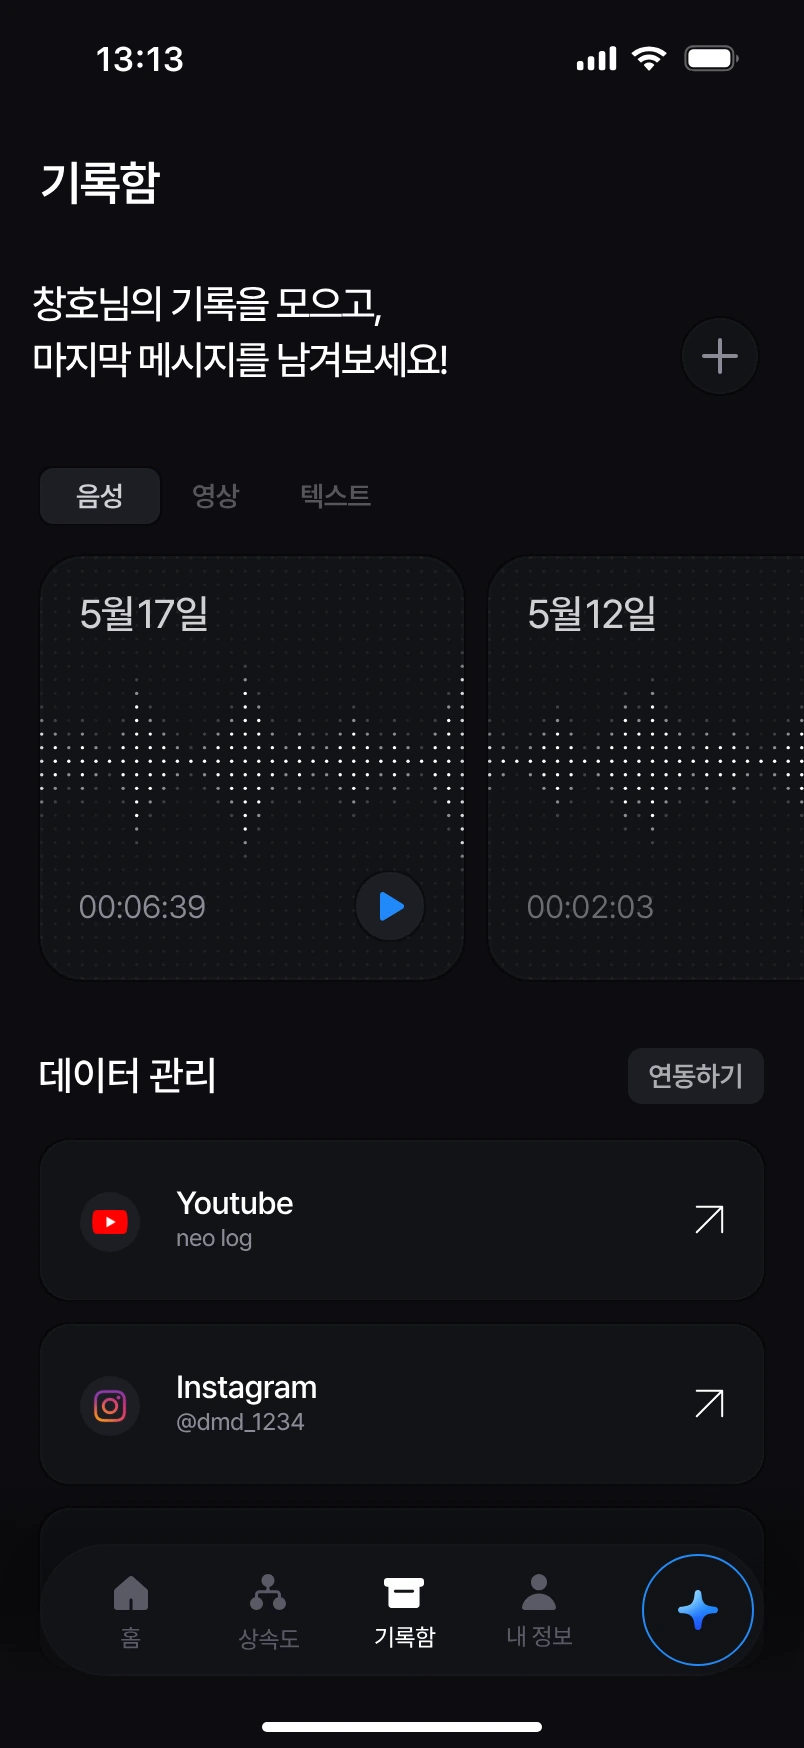 13:13
기록함
창호님의 기록을 모으고,
마지막 메시지를 남겨보세요!
음성 영상 텍스트
5월17일
5월12일
00:06:39
00:02:03
데이터 관리
연동하기
Youtube
neo log
Instagram
@dmd_1234
홈 상속도 기록함 내 정보